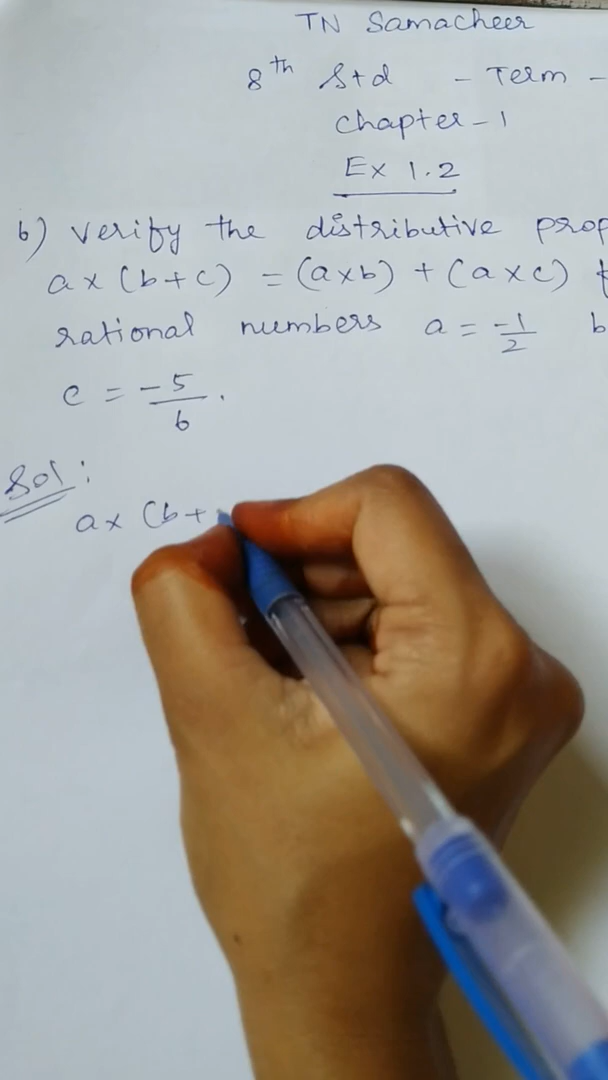 TN Samacheer
8th Std - Term -
Chapter - 1
Ex 1.2
6) Verify the distributive prop
a × (b + c) = (a × b) + (a × c) f
rational numbers a = -1/2 b
c = -5/6 .
Sol :
a × (b +